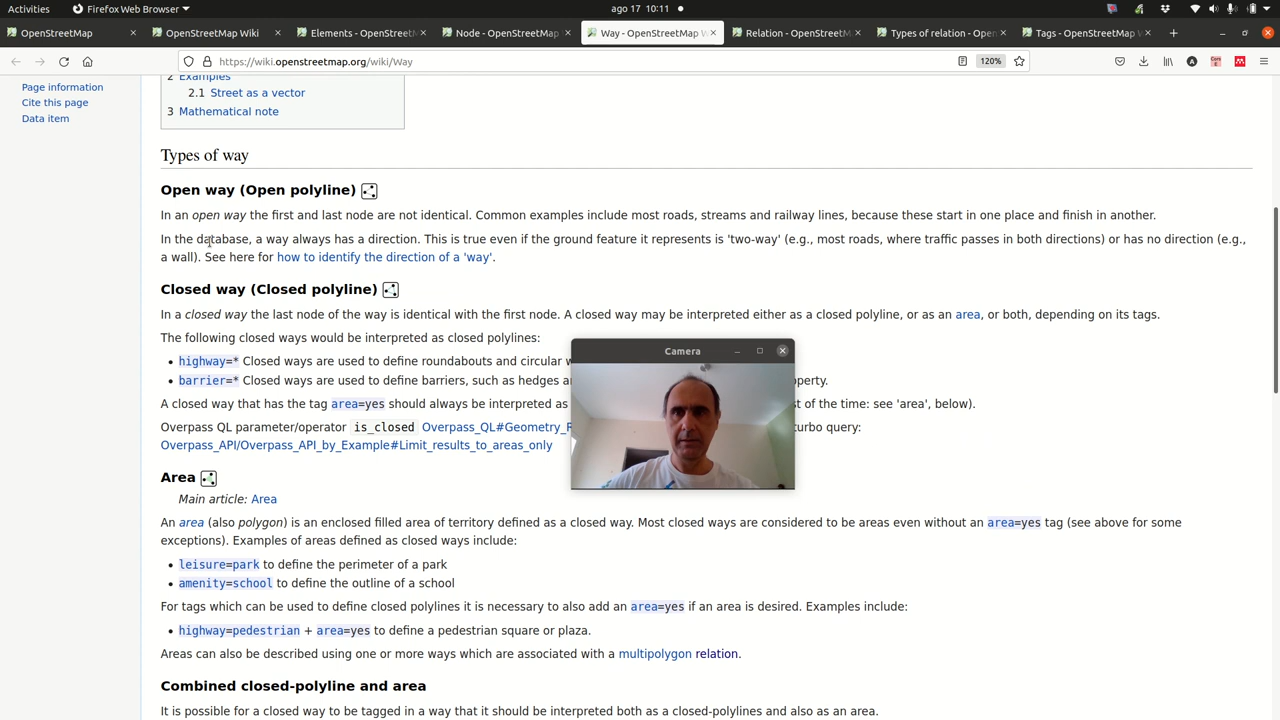 Activities Firefox Web Browser ago 17 10:11
OpenStreetMap OpenStreetMap Wiki Elements - OpenStreetM Node - OpenStreetMap Way - OpenStreetMap W Relation - OpenStreetM Types of relation - Open Tags - OpenStreetMap W
https://wiki.openstreetmap.org/wiki/Way 120%
Page information
Cite this page
Data item
2 Examples
2.1 Street as a vector
3 Mathematical note
Types of way
Open way (Open polyline)
In an open way the first and last node are not identical. Common examples include most roads, streams and railway lines, because these start in one place and finish in another.
In the database, a way always has a direction. This is true even if the ground feature it represents is 'two-way' (e.g., most roads, where traffic passes in both directions) or has no direction (e.g.,
a wall). See here for how to identify the direction of a 'way'.
Closed way (Closed polyline)
In a closed way the last node of the way is identical with the first node. A closed way may be interpreted either as a closed polyline, or as an area, or both, depending on its tags.
The following closed ways would be interpreted as closed polylines:
• highway=* Closed ways are used to define roundabouts and circular
• barrier=* Closed ways are used to define barriers, such as hedges operty.
A closed way that has the tag area=yes should always be interpreted as st of the time: see 'area', below).
Overpass QL parameter/operator is_closed Overpass_QL#Geometry_R turbo query:
Overpass_API/Overpass_API_by_Example#Limit_results_to_areas_only
Camera
Area
Main article: Area
An area (also polygon) is an enclosed filled area of territory defined as a closed way. Most closed ways are considered to be areas even without an area=yes tag (see above for some
exceptions). Examples of areas defined as closed ways include:
• leisure=park to define the perimeter of a park
• amenity=school to define the outline of a school
For tags which can be used to define closed polylines it is necessary to also add an area=yes if an area is desired. Examples include:
• highway=pedestrian + area=yes to define a pedestrian square or plaza.
Areas can also be described using one or more ways which are associated with a multipolygon relation.
Combined closed-polyline and area
It is possible for a closed way to be tagged in a way that it should be interpreted both as a closed-polylines and also as an area.